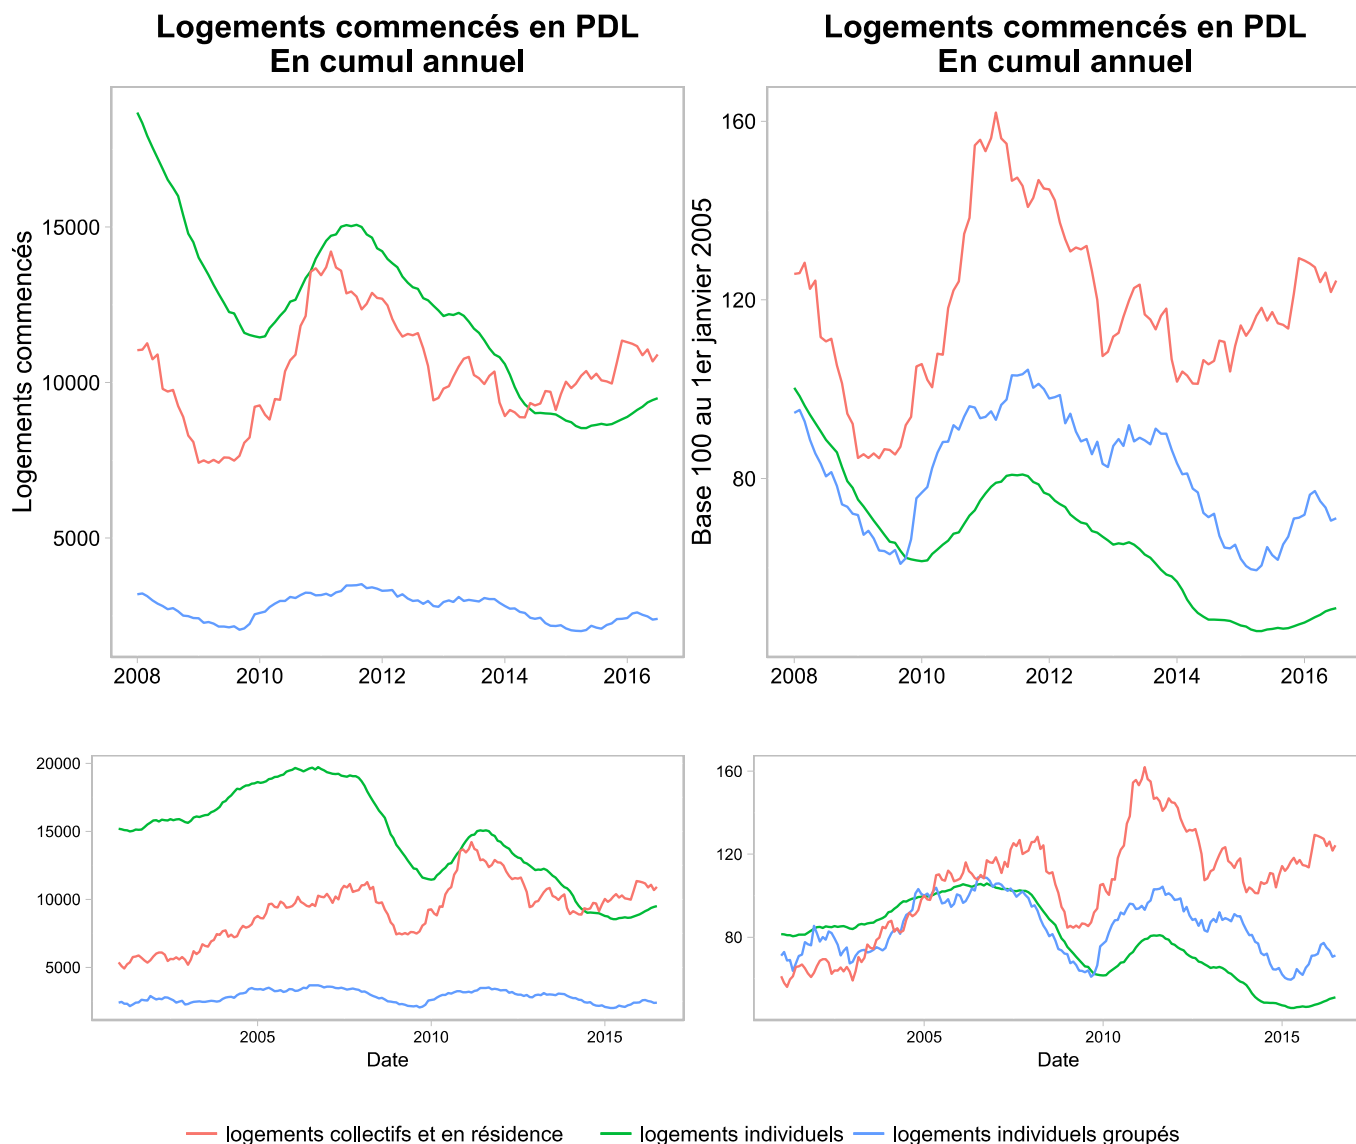 Logements commencés en PDL
En cumul annuel
Logements commencés
15000
10000
5000
2008
2010
2012
2014
2016
Logements commencés en PDL
En cumul annuel
Base 100 au 1er janvier 2005
160
120
80
2008
2010
2012
2014
2016
20000
15000
10000
5000
2005
2010
2015
Date
160
120
80
2005
2010
2015
Date
logements collectifs et en résidence
logements individuels
logements individuels groupés